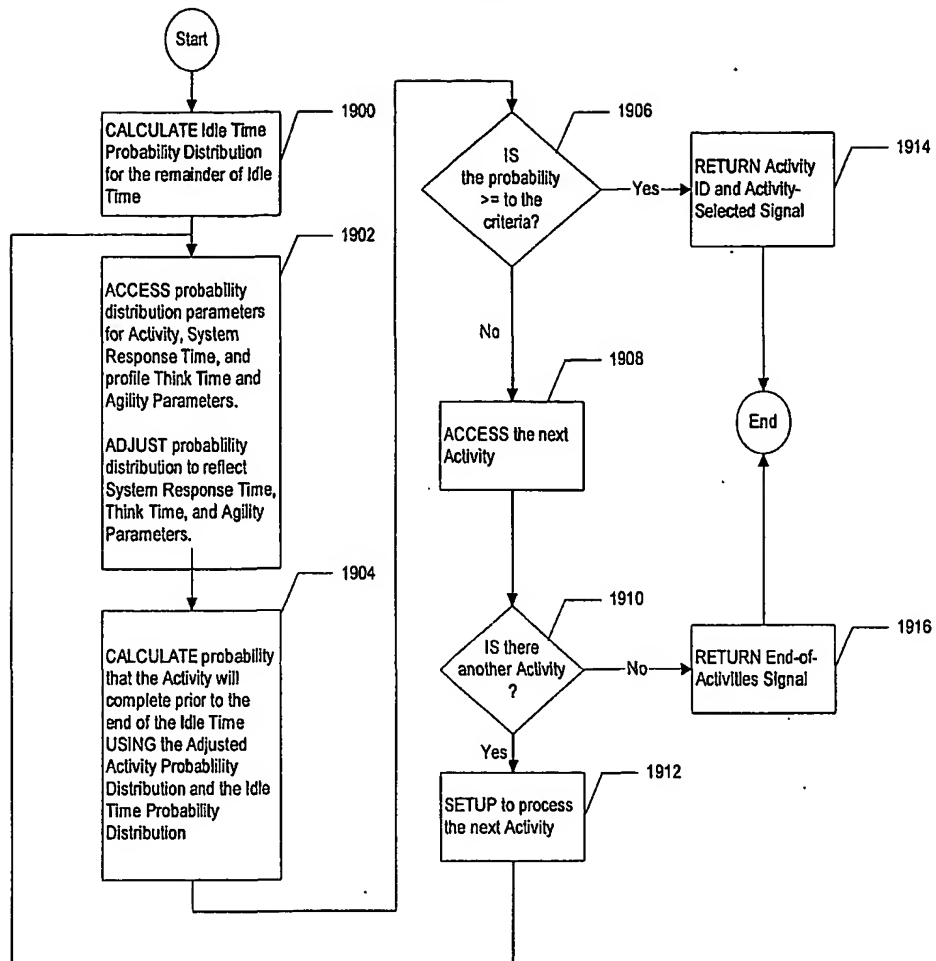 Start
1900
CALCULATE Idle Time
Probability Distribution
for the remainder of Idle
Time
1902
ACCESS probability
distribution parameters
for Activity, System
Response Time, and
profile Think Time and
Agility Parameters.
ADJUST probablility
distribution to reflect
System Response Time,
Think Time, and Agility
Parameters.
1904
CALCULATE probability
that the Activity will
complete prior to the
end of the Idle Time
USING the Adjusted
Activity Probablility
Distribution and the Idle
Time Probability
Distribution
1906
IS
the probability
>= to the
criteria?
Yes
No
1914
RETURN Activity
ID and Activity-
Selected Signal
1908
ACCESS the next
Activity
End
1910
IS there
another Activity
?
No
Yes
1916
RETURN End-of-
Activities Signal
1912
SETUP to process
the next Activity